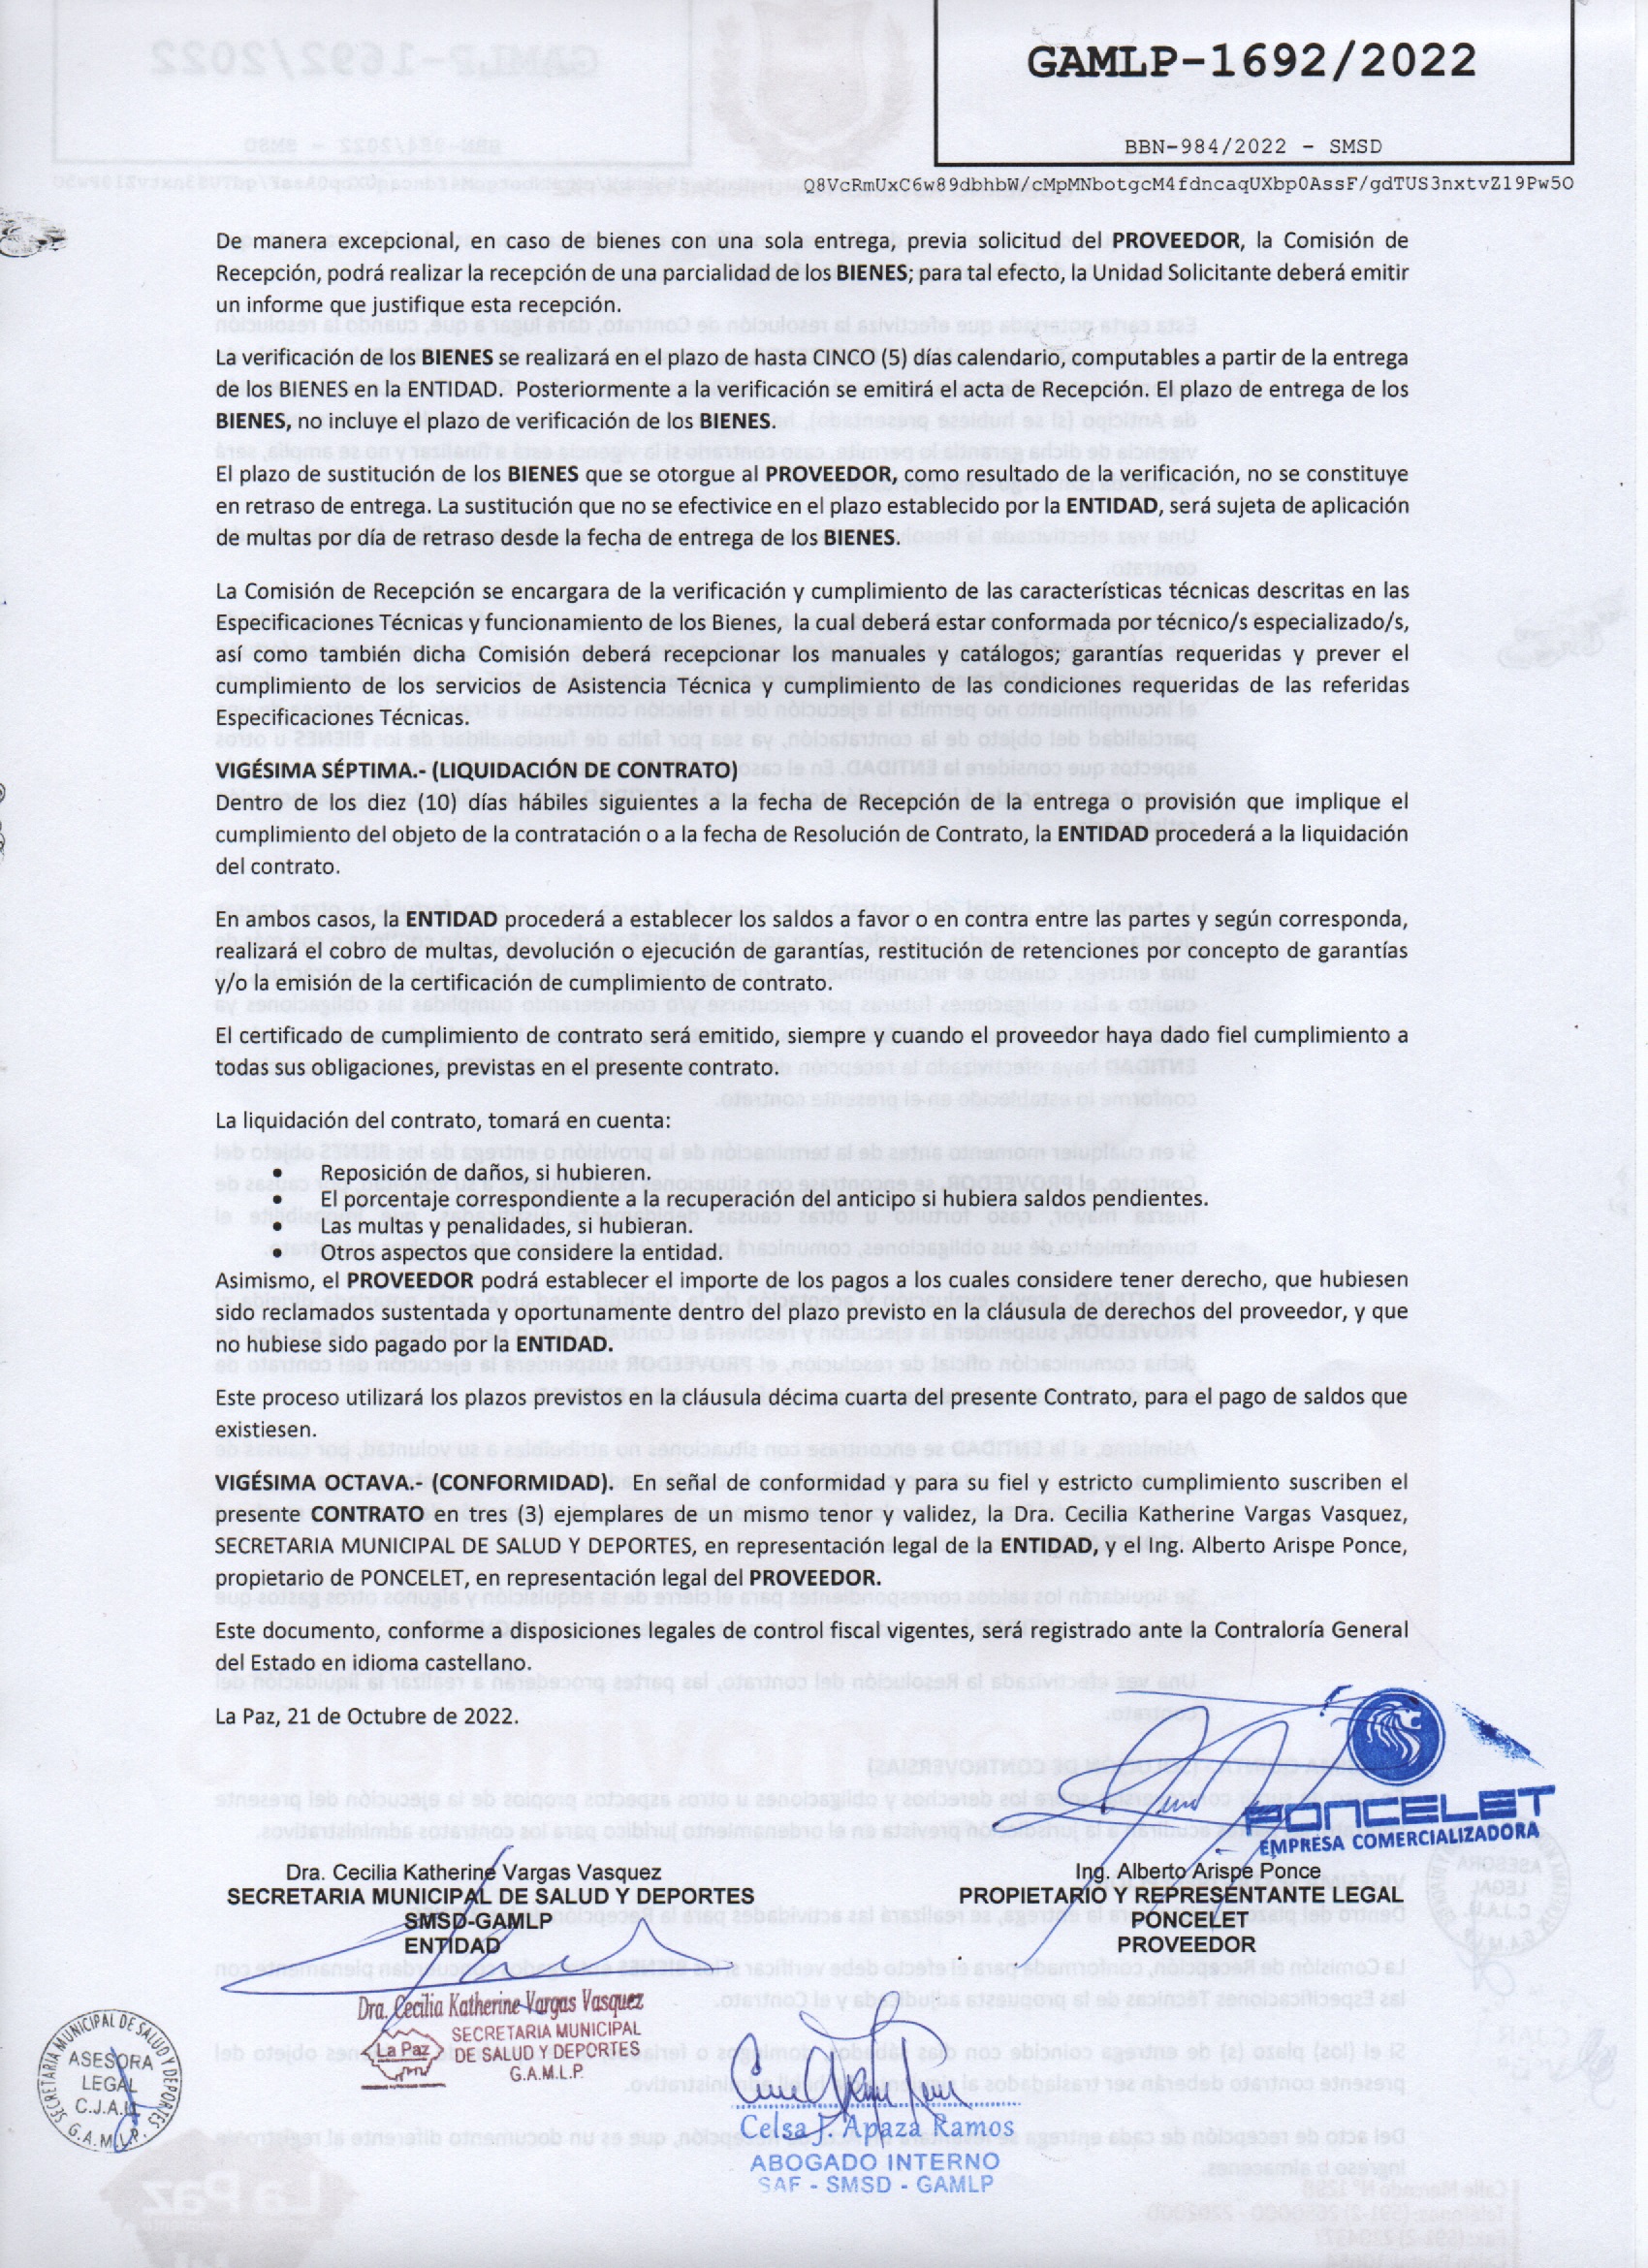 GAMLP-1692/2022
BBN-984/2022 - SMSD
Q8VcRmUxC6w89dbhbW/cMpMNbotgcM4fdncaqUXbp0AssF/gdTUS3nxtvZ19Pw5O
De manera excepcional, en caso de bienes con una sola entrega, previa solicitud del PROVEEDOR, la Comisión de
Recepción, podrá realizar la recepción de una parcialidad de los BIENES; para tal efecto, la Unidad Solicitante deberá emitir
un informe que justifique esta recepción.
La verificación de los BIENES se realizará en el plazo de hasta CINCO (5) días calendario, computables a partir de la entrega
de los BIENES en la ENTIDAD. Posteriormente a la verificación se emitirá el acta de Recepción. El plazo de entrega de los
BIENES, no incluye el plazo de verificación de los BIENES.
El plazo de sustitución de los BIENES que se otorgue al PROVEEDOR, como resultado de la verificación, no se constituye
en retraso de entrega. La sustitución que no se efectivice en el plazo establecido por la ENTIDAD, será sujeta de aplicación
de multas por día de retraso desde la fecha de entrega de los BIENES.
La Comisión de Recepción se encargara de la verificación y cumplimiento de las características técnicas descritas en las
Especificaciones Técnicas y funcionamiento de los Bienes, la cual deberá estar conformada por técnico/s especializado/s,
así como también dicha Comisión deberá recepcionar los manuales y catálogos; garantías requeridas y prever el
cumplimiento de los servicios de Asistencia Técnica y cumplimiento de las condiciones requeridas de las referidas
Especificaciones Técnicas.
VIGÉSIMA SÉPTIMA.- (LIQUIDACIÓN DE CONTRATO)
Dentro de los diez (10) días hábiles siguientes a la fecha de Recepción de la entrega o provisión que implique el
cumplimiento del objeto de la contratación o a la fecha de Resolución de Contrato, la ENTIDAD procederá a la liquidación
del contrato.
En ambos casos, la ENTIDAD procederá a establecer los saldos a favor o en contra entre las partes y según corresponda,
realizará el cobro de multas, devolución o ejecución de garantías, restitución de retenciones por concepto de garantías
y/o la emisión de la certificación de cumplimiento de contrato.
El certificado de cumplimiento de contrato será emitido, siempre y cuando el proveedor haya dado fiel cumplimiento a
todas sus obligaciones, previstas en el presente contrato.
La liquidación del contrato, tomará en cuenta:
• Reposición de daños, si hubieren.
• El porcentaje correspondiente a la recuperación del anticipo si hubiera saldos pendientes.
• Las multas y penalidades, si hubieran.
• Otros aspectos que considere la entidad.
Asimismo, el PROVEEDOR podrá establecer el importe de los pagos a los cuales considere tener derecho, que hubiesen
sido reclamados sustentada y oportunamente dentro del plazo previsto en la cláusula de derechos del proveedor, y que
no hubiese sido pagado por la ENTIDAD.
Este proceso utilizará los plazos previstos en la cláusula décima cuarta del presente Contrato, para el pago de saldos que
existiesen.
VIGÉSIMA OCTAVA.- (CONFORMIDAD). En señal de conformidad y para su fiel y estricto cumplimiento suscriben el
presente CONTRATO en tres (3) ejemplares de un mismo tenor y validez, la Dra. Cecilia Katherine Vargas Vasquez,
SECRETARIA MUNICIPAL DE SALUD Y DEPORTES, en representación legal de la ENTIDAD, y el Ing. Alberto Arispe Ponce,
propietario de PONCELET, en representación legal del PROVEEDOR.
Este documento, conforme a disposiciones legales de control fiscal vigentes, será registrado ante la Contraloría General
del Estado en idioma castellano.
La Paz, 21 de Octubre de 2022.
PONCELET
EMPRESA COMERCIALIZADORA
Dra. Cecilia Katherine Vargas Vasquez
SECRETARIA MUNICIPAL DE SALUD Y DEPORTES
SMSD-GAMLP
ENTIDAD
Ing. Alberto Arispe Ponce
PROPIETARIO Y REPRESENTANTE LEGAL
PONCELET
PROVEEDOR
Dra. Cecilia Katherine Vargas Vasquez
SECRETARIA MUNICIPAL
DE SALUD Y DEPORTES
G.A.M.L.P.
La Paz
SECRETARIA MUNICIPAL DE SALUD Y DEPORTES
ASESORA
LEGAL
C.J.A.H.
G.A.M.L.P.
Celsa J. Apaza Ramos
ABOGADO INTERNO
SAF - SMSD - GAMLP